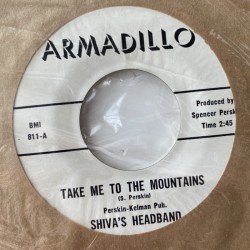 ARMADILLO
BMI
811-A
Produced by
Spencer Perskin
Time 2:45
TAKE ME TO THE MOUNTAINS
(S. Perskin)
Perskin-Kelman Pub.
SHIVA'S HEADBAND